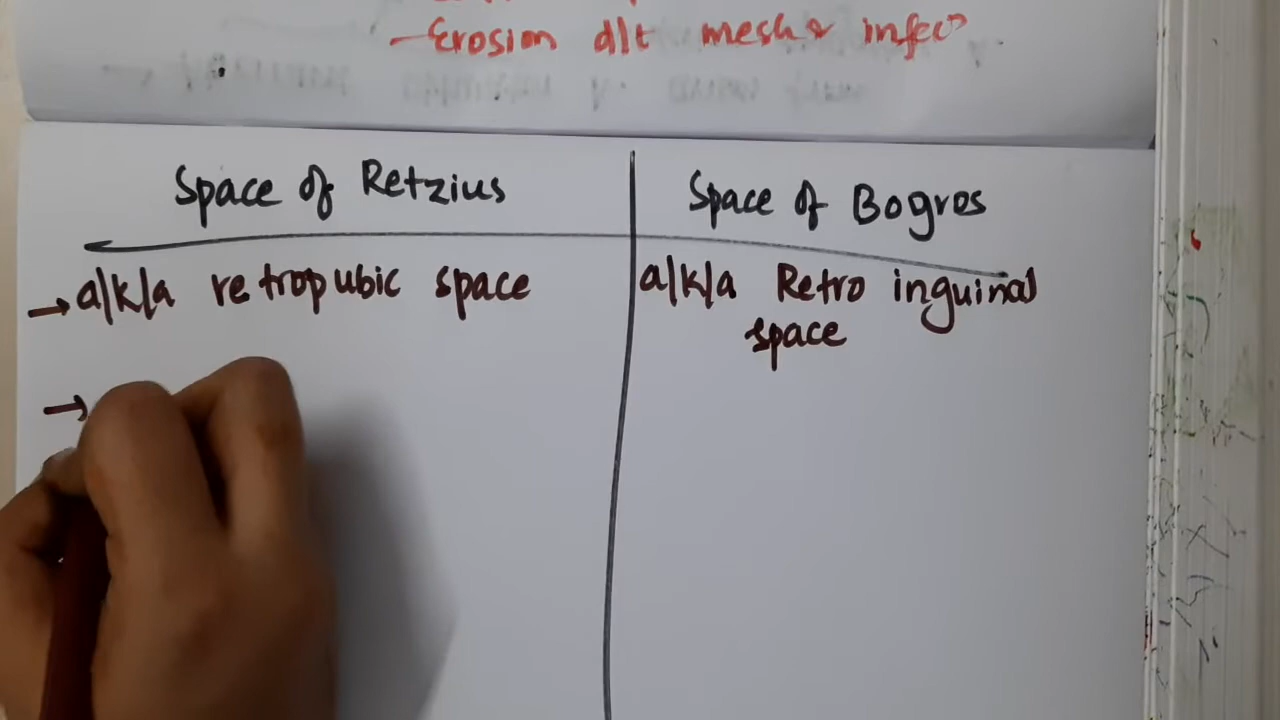 -Erosion d/t mesh & infec
Space of Retzius
Space of Bogros
→ a/k/a retropubic space
a/k/a Retro inguinal
space
→